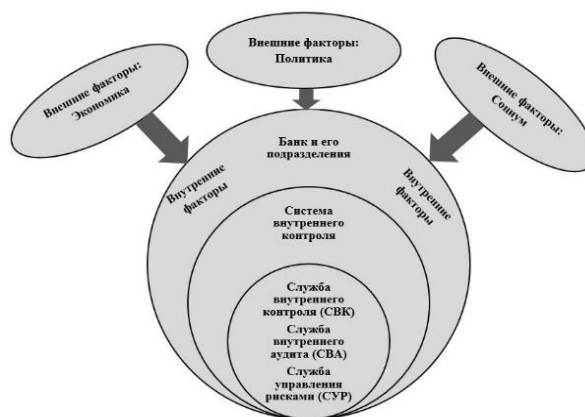 Внешние факторы:
Экономика
Внешние факторы:
Политика
Внешние факторы:
Социум
Банк и его
подразделения
Внутренние
факторы
Внутренние
факторы
Система
внутреннего
контроля
Служба
внутреннего
контроля (СВК)
Служба
внутреннего
аудита (СВА)
Служба
управления
рисками (СУР)